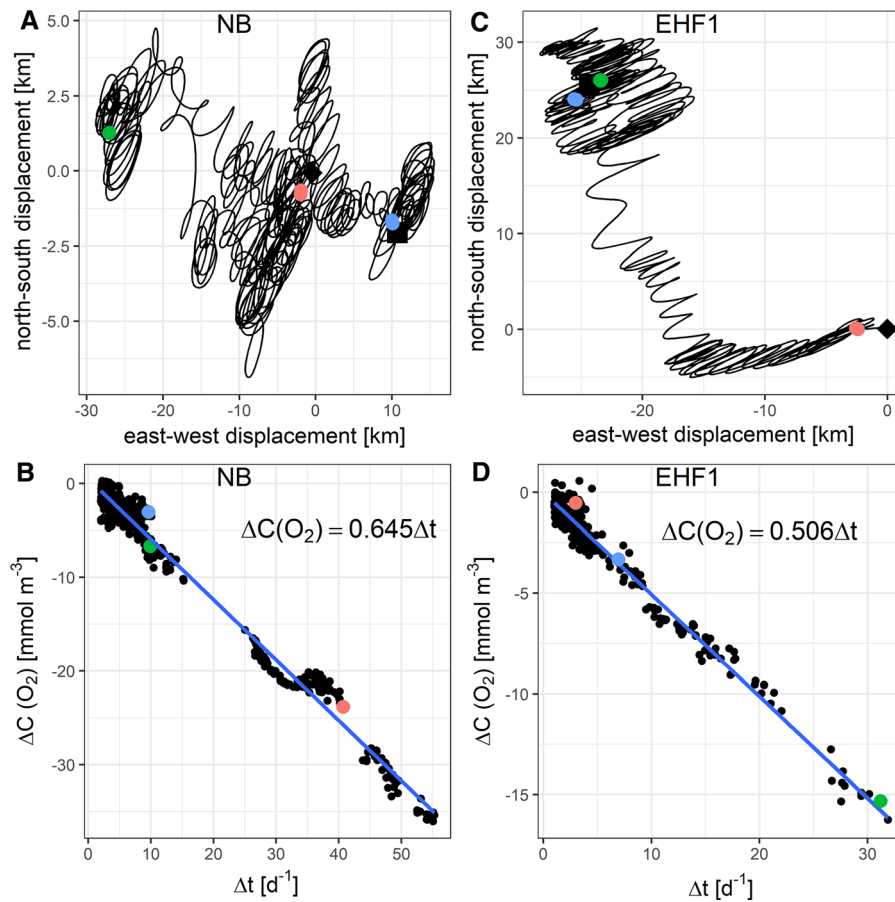 A
NB
5.0
2.5
0.0
-2.5
-5.0
north-south displacement [km]
-30
-20
-10
0
10
east-west displacement [km]
C
EHF1
30
20
10
0
north-south displacement [km]
-20
-10
0
east-west displacement [km]
B
NB
ΔC(O₂) = 0.645Δt
0
-10
-20
-30
ΔC (O₂) [mmol m⁻³]
0
10
20
30
40
50
Δt [d⁻¹]
D
EHF1
ΔC(O₂) = 0.506Δt
0
-5
-10
-15
ΔC (O₂) [mmol m⁻³]
0
10
20
30
Δt [d⁻¹]